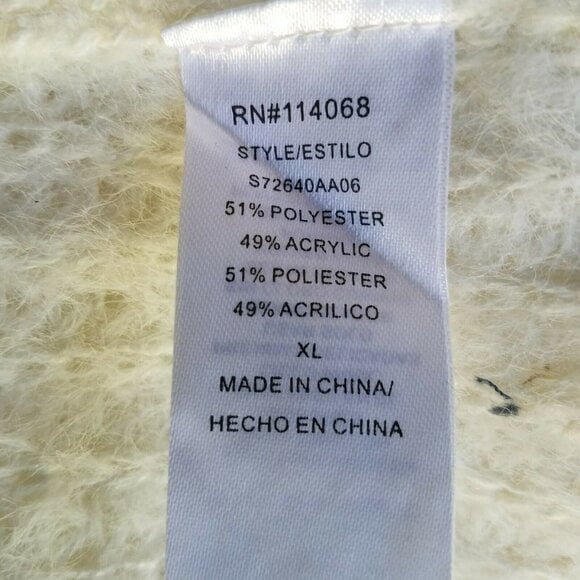 RN#114068
STYLE/ESTILO
S72640AA06
51% POLYESTER
49% ACRYLIC
51% POLIESTER
49% ACRILICO
XL
MADE IN CHINA/
HECHO EN CHINA